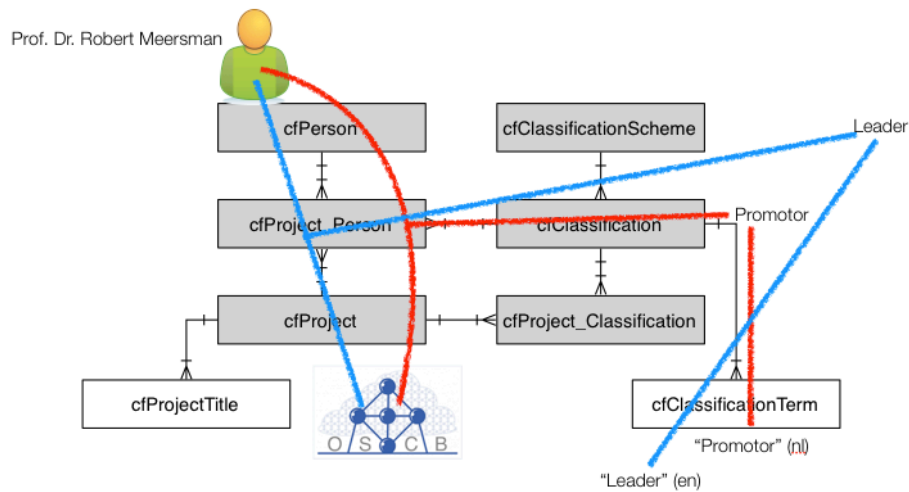 Prof. Dr. Robert Meersman
cfPerson
cfClassificationScheme
Leader
cfProject_Person
cfClassification
Promotor
cfProject
cfProject_Classification
cfProjectTitle
O S C B
cfClassificationTerm
“Promotor” (nl)
“Leader” (en)